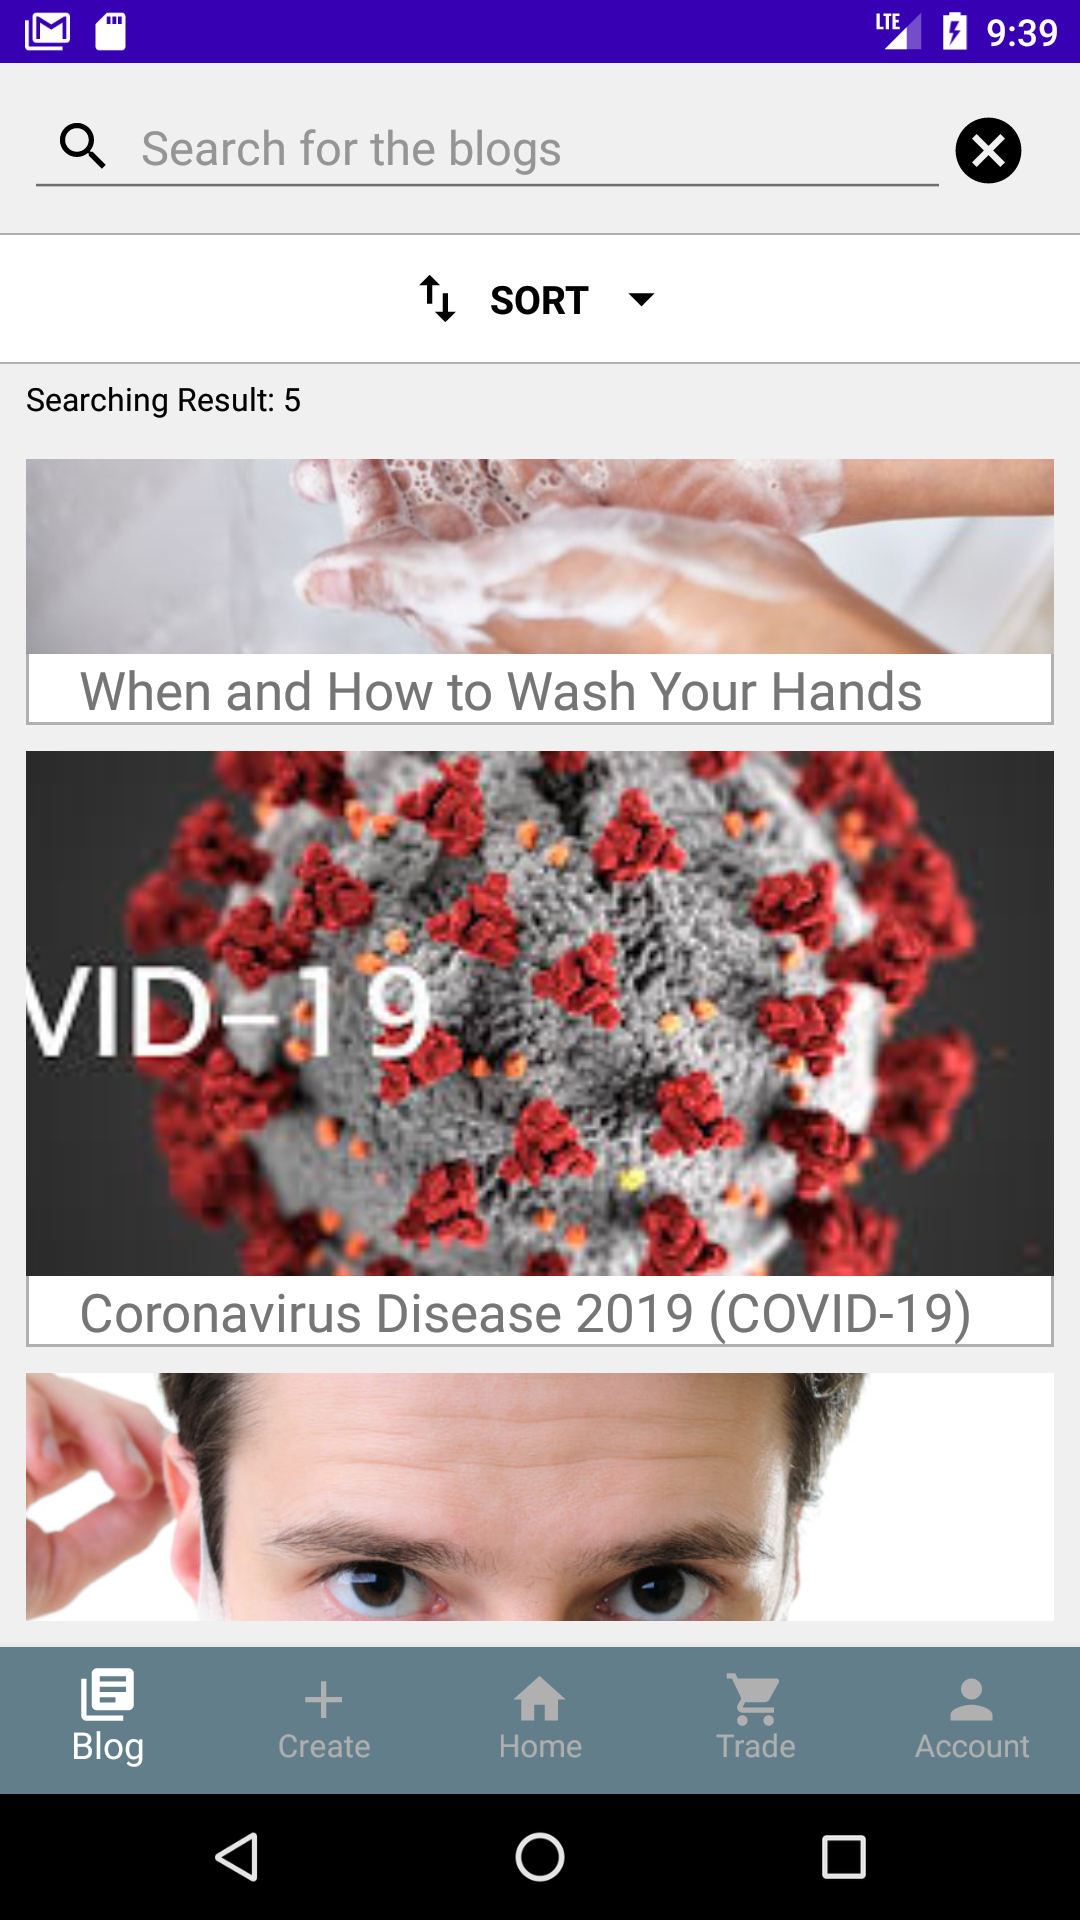 LTE 9:39
Search for the blogs
SORT
Searching Result: 5
When and How to Wash Your Hands
VID-19
Coronavirus Disease 2019 (COVID-19)
Blog Create Home Trade Account